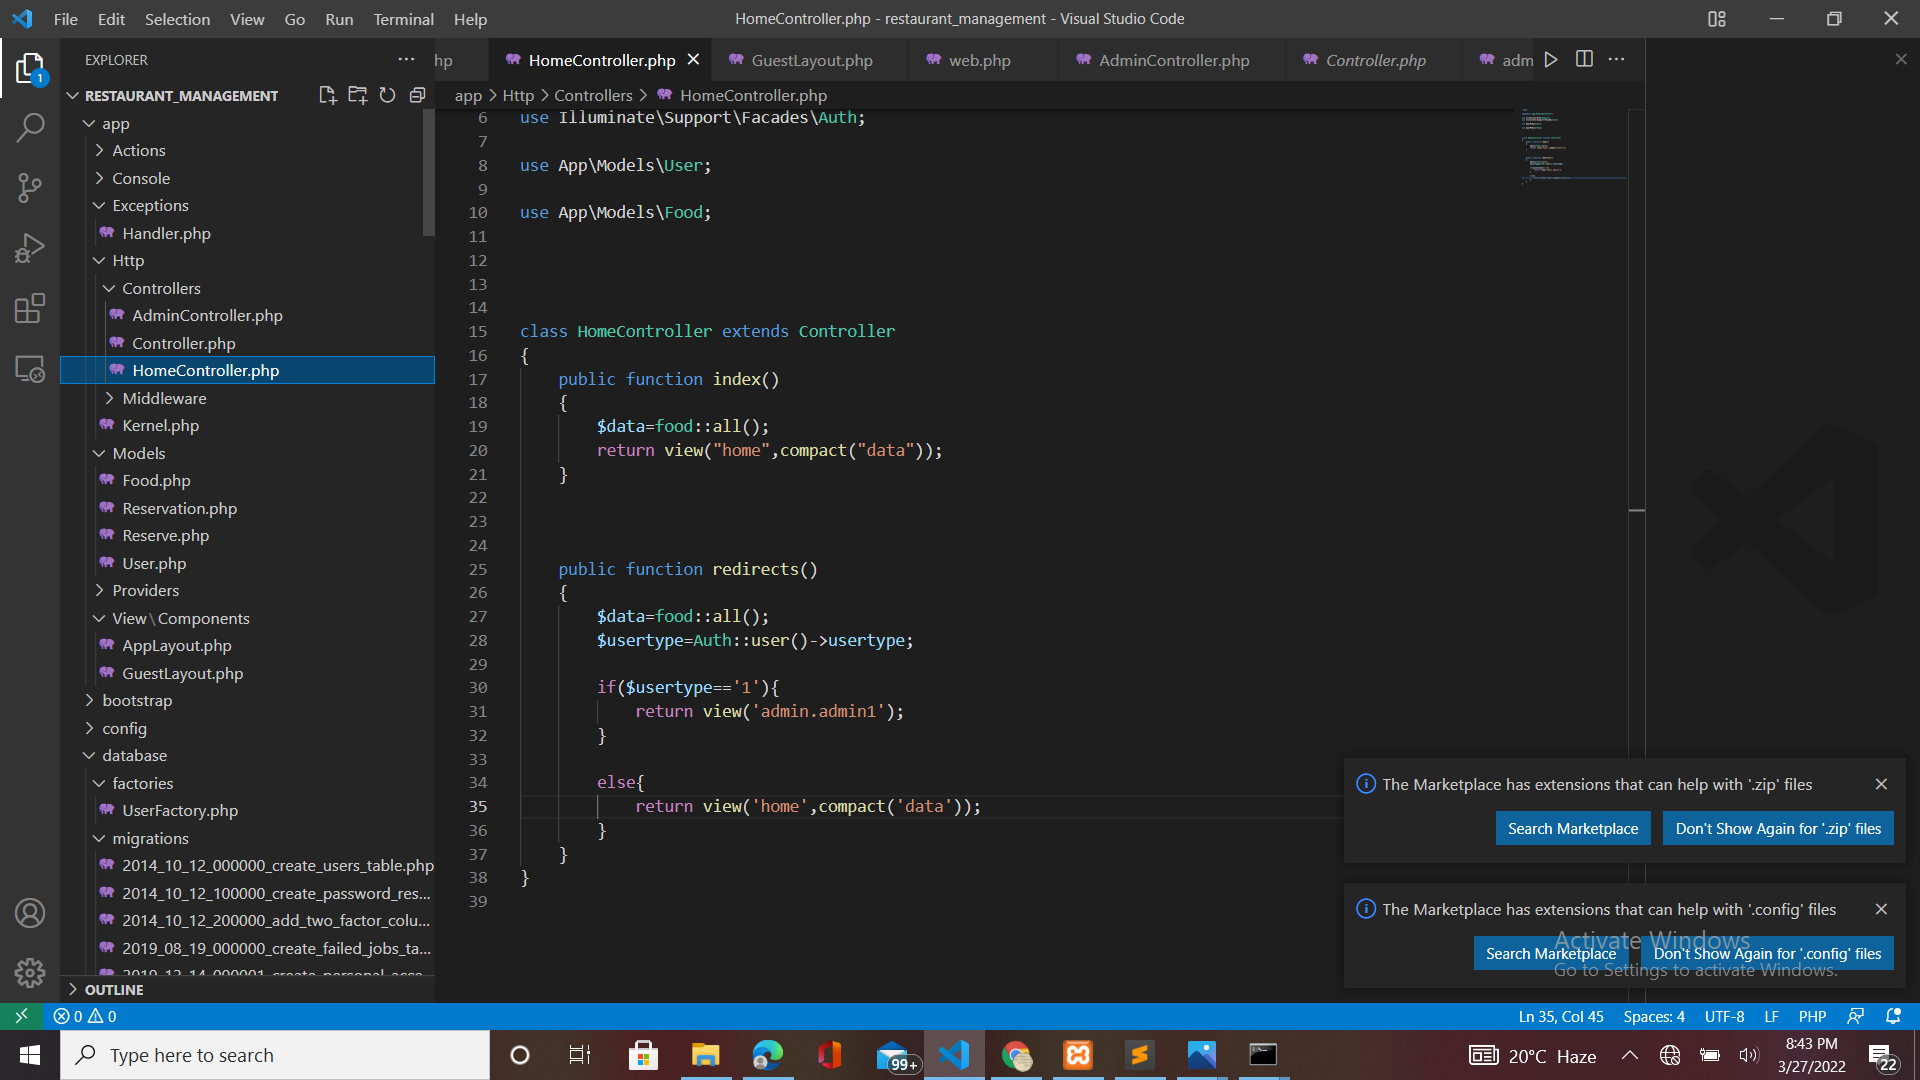 File Edit Selection View Go Run Terminal Help
HomeController.php - restaurant_management - Visual Studio Code
EXPLORER
hp
HomeController.php
GuestLayout.php
web.php
AdminController.php
Controller.php
adm
RESTAURANT_MANAGEMENT
app
Actions
Console
Exceptions
Handler.php
Http
Controllers
AdminController.php
Controller.php
HomeController.php
Middleware
Kernel.php
Models
Food.php
Reservation.php
Reserve.php
User.php
Providers
View\Components
AppLayout.php
GuestLayout.php
bootstrap
config
database
factories
UserFactory.php
migrations
2014_10_12_000000_create_users_table.php
2014_10_12_100000_create_password_res...
2014_10_12_200000_add_two_factor_colu...
2019_08_19_000000_create_failed_jobs_ta...
2019_12_14_000001_create_personal_acce...
OUTLINE
app > Http > Controllers > HomeController.php
6 use Illuminate\Support\Facades\Auth;
7
8 use App\Models\User;
9
10 use App\Models\Food;
11
12
13
14
15 class HomeController extends Controller
16 {
17 public function index()
18 {
19 $data=food::all();
20 return view("home",compact("data"));
21 }
22
23
24
25 public function redirects()
26 {
27 $data=food::all();
28 $usertype=Auth::user()->usertype;
29
30 if($usertype=='1'){
31 return view('admin.admin1');
32 }
33
34 else{
35 return view('home',compact('data'));
36 }
37 }
38 }
39
The Marketplace has extensions that can help with '.zip' files
Search Marketplace
Don't Show Again for '.zip' files
The Marketplace has extensions that can help with '.config' files
Search Marketplace
Don't Show Again for '.config' files
Activate Windows
Go to Settings to activate Windows.
1
0 0
Ln 35, Col 45 Spaces: 4 UTF-8 LF PHP
Type here to search
99+
20°C Haze
8:43 PM
3/27/2022
22